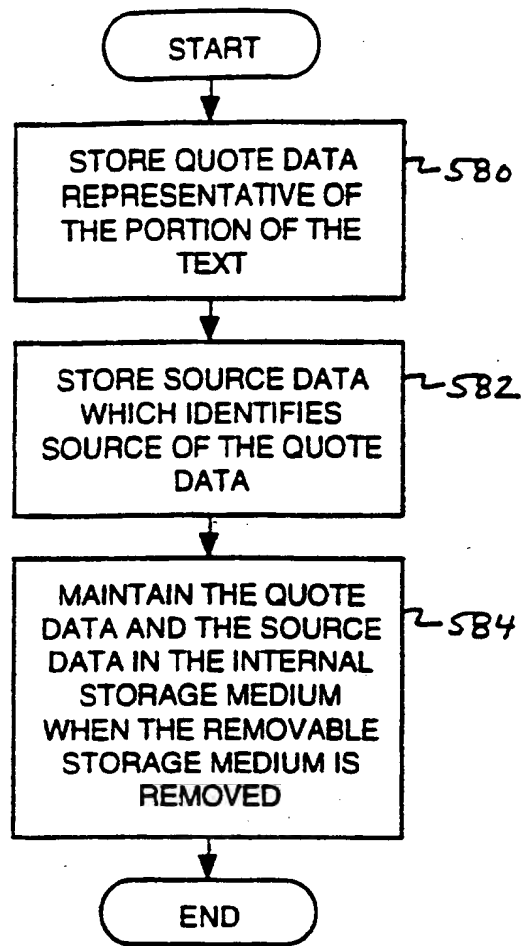 START
STORE QUOTE DATA
REPRESENTATIVE OF
THE PORTION OF THE
TEXT
580
STORE SOURCE DATA
WHICH IDENTIFIES
SOURCE OF THE QUOTE
DATA
582
MAINTAIN THE QUOTE
DATA AND THE SOURCE
DATA IN THE INTERNAL
STORAGE MEDIUM
WHEN THE REMOVABLE
STORAGE MEDIUM IS
REMOVED
584
END